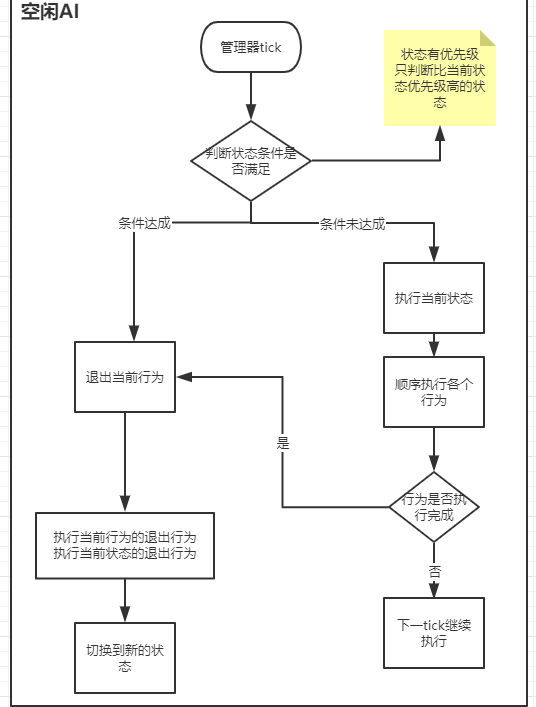 空闲AI
管理器tick
状态有优先级
只判断比当前状
态优先级高的状
态
判断状态条件是
否满足
条件达成
条件未达成
执行当前状态
退出当前行为
顺序执行各个
行为
是
行为是否执
行完成
执行当前行为的退出行为
执行当前状态的退出行为
否
下一tick继续
执行
切换到新的状
态